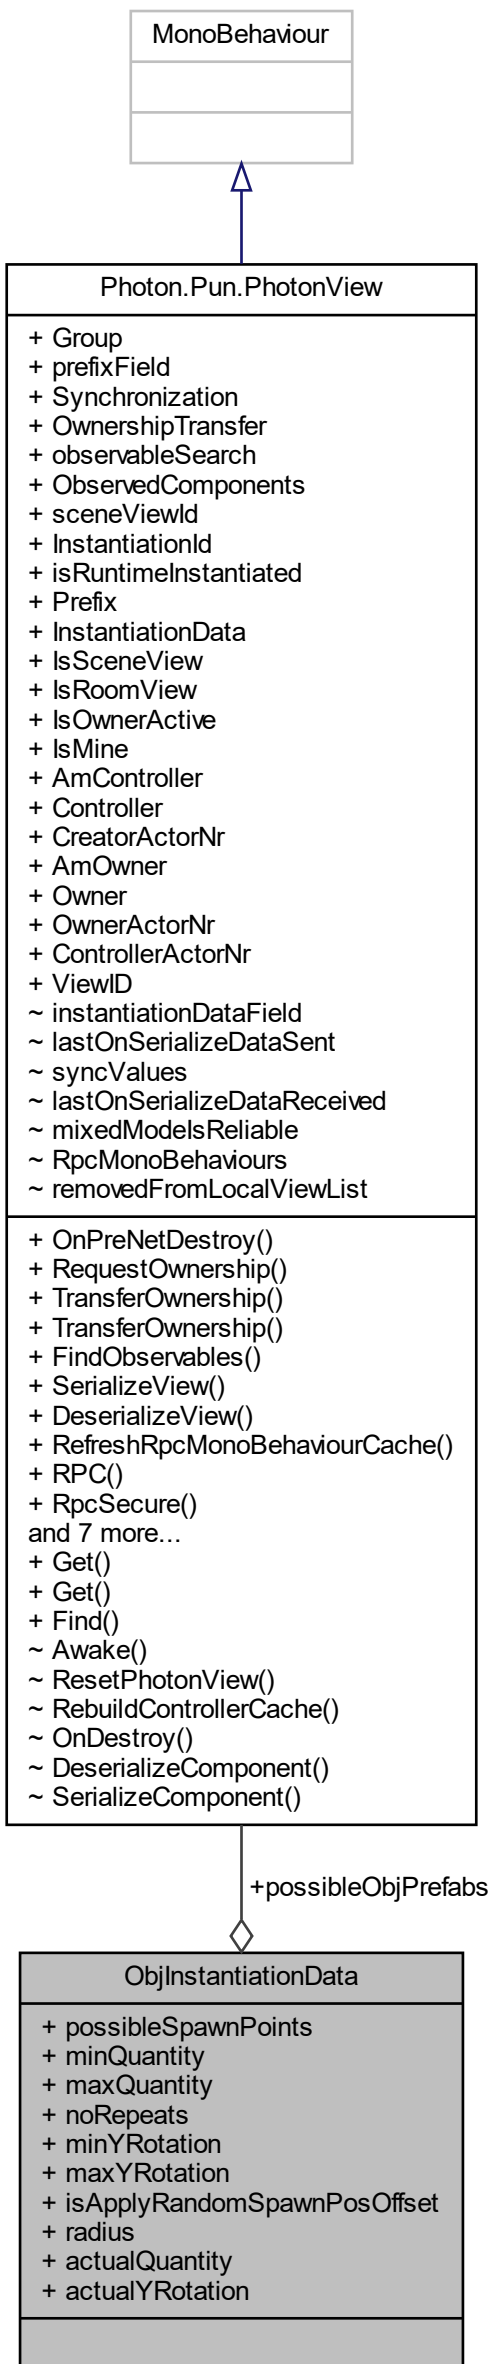 MonoBehaviour
Photon.Pun.PhotonView
+ Group
+ prefixField
+ Synchronization
+ OwnershipTransfer
+ observableSearch
+ ObservedComponents
+ sceneViewId
+ InstantiationId
+ isRuntimeInstantiated
+ Prefix
+ InstantiationData
+ IsSceneView
+ IsRoomView
+ IsOwnerActive
+ IsMine
+ AmController
+ Controller
+ CreatorActorNr
+ AmOwner
+ Owner
+ OwnerActorNr
+ ControllerActorNr
+ ViewID
~ instantiationDataField
~ lastOnSerializeDataSent
~ syncValues
~ lastOnSerializeDataReceived
~ mixedModeIsReliable
~ RpcMonoBehaviours
~ removedFromLocalViewList
+ OnPreNetDestroy()
+ RequestOwnership()
+ TransferOwnership()
+ TransferOwnership()
+ FindObservables()
+ SerializeView()
+ DeserializeView()
+ RefreshRpcMonoBehaviourCache()
+ RPC()
+ RpcSecure()
and 7 more...
+ Get()
+ Get()
+ Find()
~ Awake()
~ ResetPhotonView()
~ RebuildControllerCache()
~ OnDestroy()
~ DeserializeComponent()
~ SerializeComponent()
+possibleObjPrefabs
ObjInstantiationData
+ possibleSpawnPoints
+ minQuantity
+ maxQuantity
+ noRepeats
+ minYRotation
+ maxYRotation
+ isApplyRandomSpawnPosOffset
+ radius
+ actualQuantity
+ actualYRotation